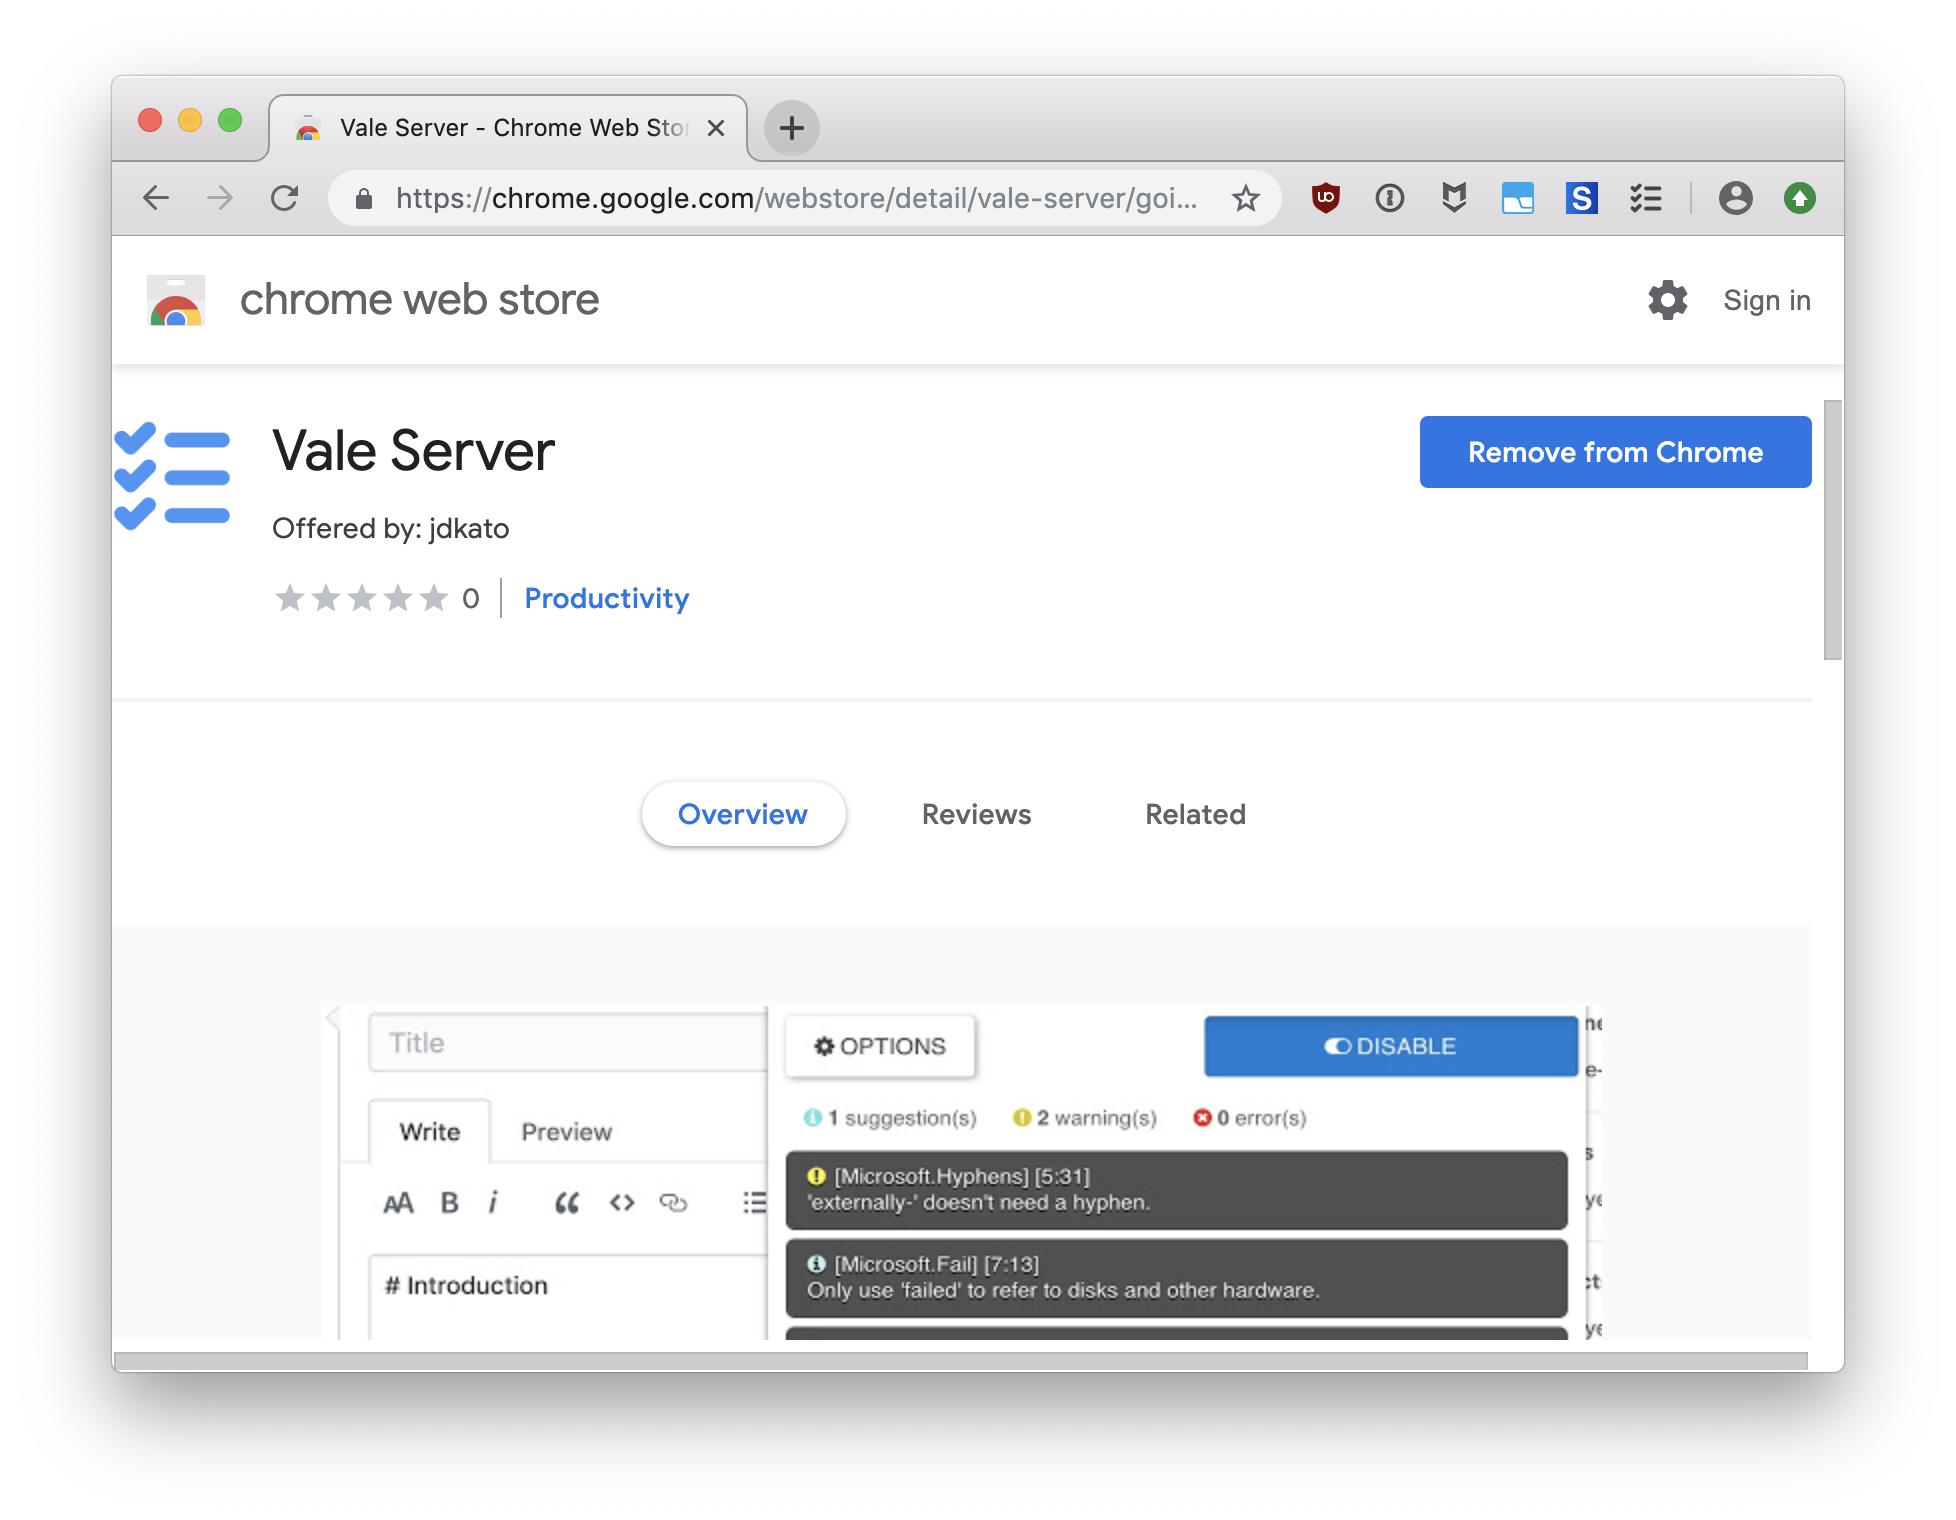 Vale Server - Chrome Web Stor
https://chrome.google.com/webstore/detail/vale-server/goi...
chrome web store
Sign in
Vale Server
Remove from Chrome
Offered by: jdkato
0
Productivity
Overview
Reviews
Related
Title
OPTIONS
DISABLE
1 suggestion(s)
2 warning(s)
0 error(s)
Write
Preview
[Microsoft.Hyphens] [5:31]
'externally-' doesn't need a hyphen.
AA B i
[Microsoft.Fail] [7:13]
Only use 'failed' to refer to disks and other hardware.
# Introduction